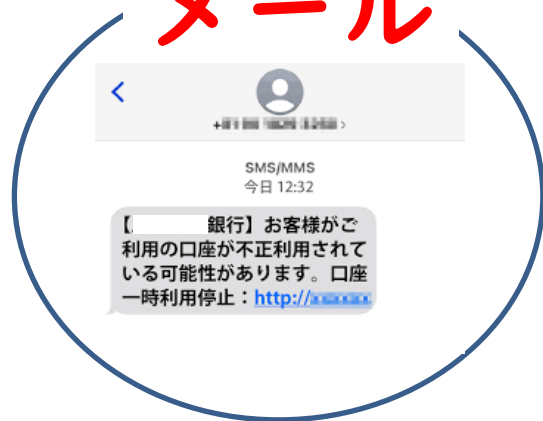 メール
SMS/MMS
今日 12:32
【 銀行】お客様がご
利用の口座が不正利用されて
いる可能性があります。口座
一時利用停止：http://